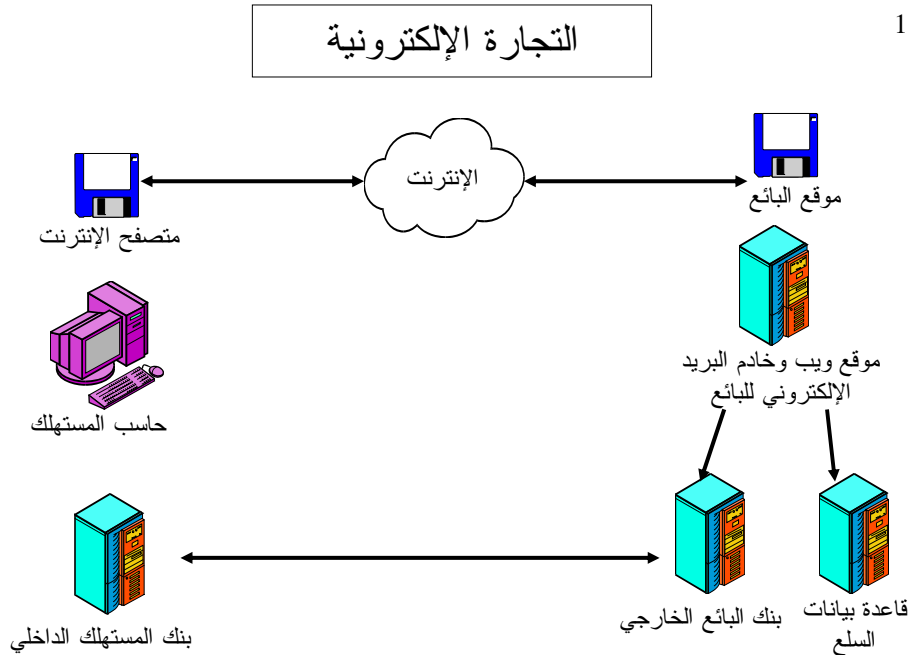 1
التجارة الإلكترونية
الإنترنت
موقع البائع
متصفح الإنترنت
موقع ويب وخادم البريد
الإلكتروني للبائع
حاسب المستهلك
قاعدة بيانات
السلع
بنك البائع الخارجي
بنك المستهلك الداخلي